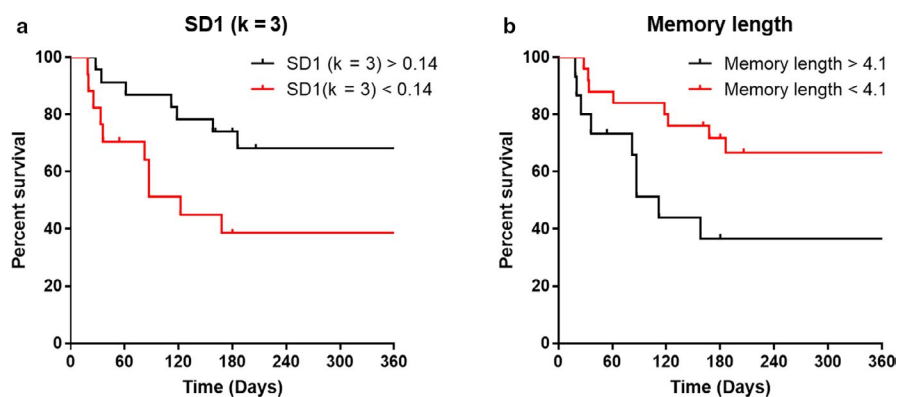 a
SD1 (k = 3)
SD1 (k = 3) > 0.14
SD1(k = 3) < 0.14
Percent survival
100
80
60
40
20
0
0 60 120 180 240 300 360
Time (Days)
b
Memory length
Memory length > 4.1
Memory length < 4.1
Percent survival
100
80
60
40
20
0
0 60 120 180 240 300 360
Time (Days)